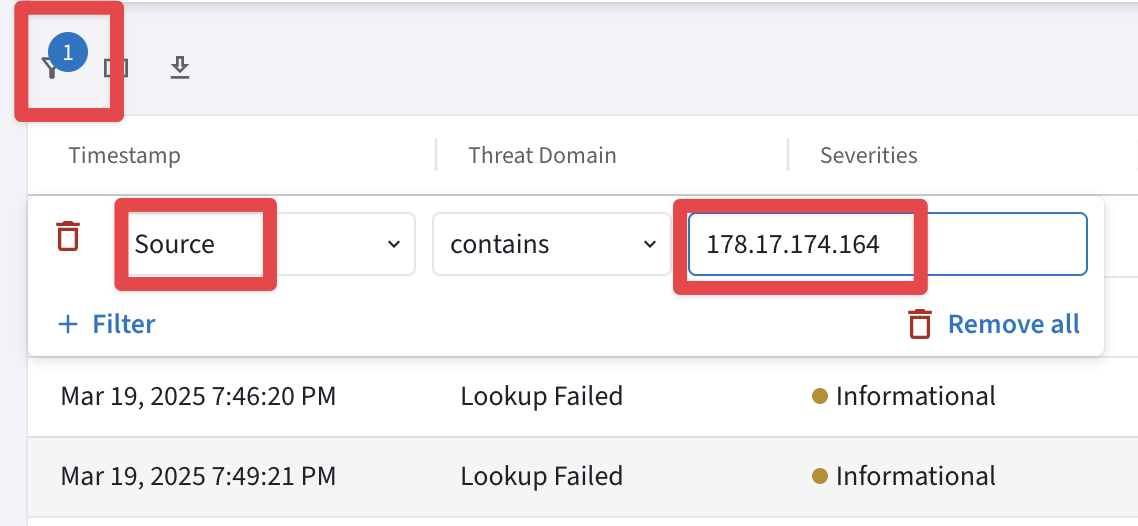 1
Timestamp Threat Domain Severities
Source contains 178.17.174.164
+ Filter Remove all
Mar 19, 2025 7:46:20 PM Lookup Failed Informational
Mar 19, 2025 7:49:21 PM Lookup Failed Informational